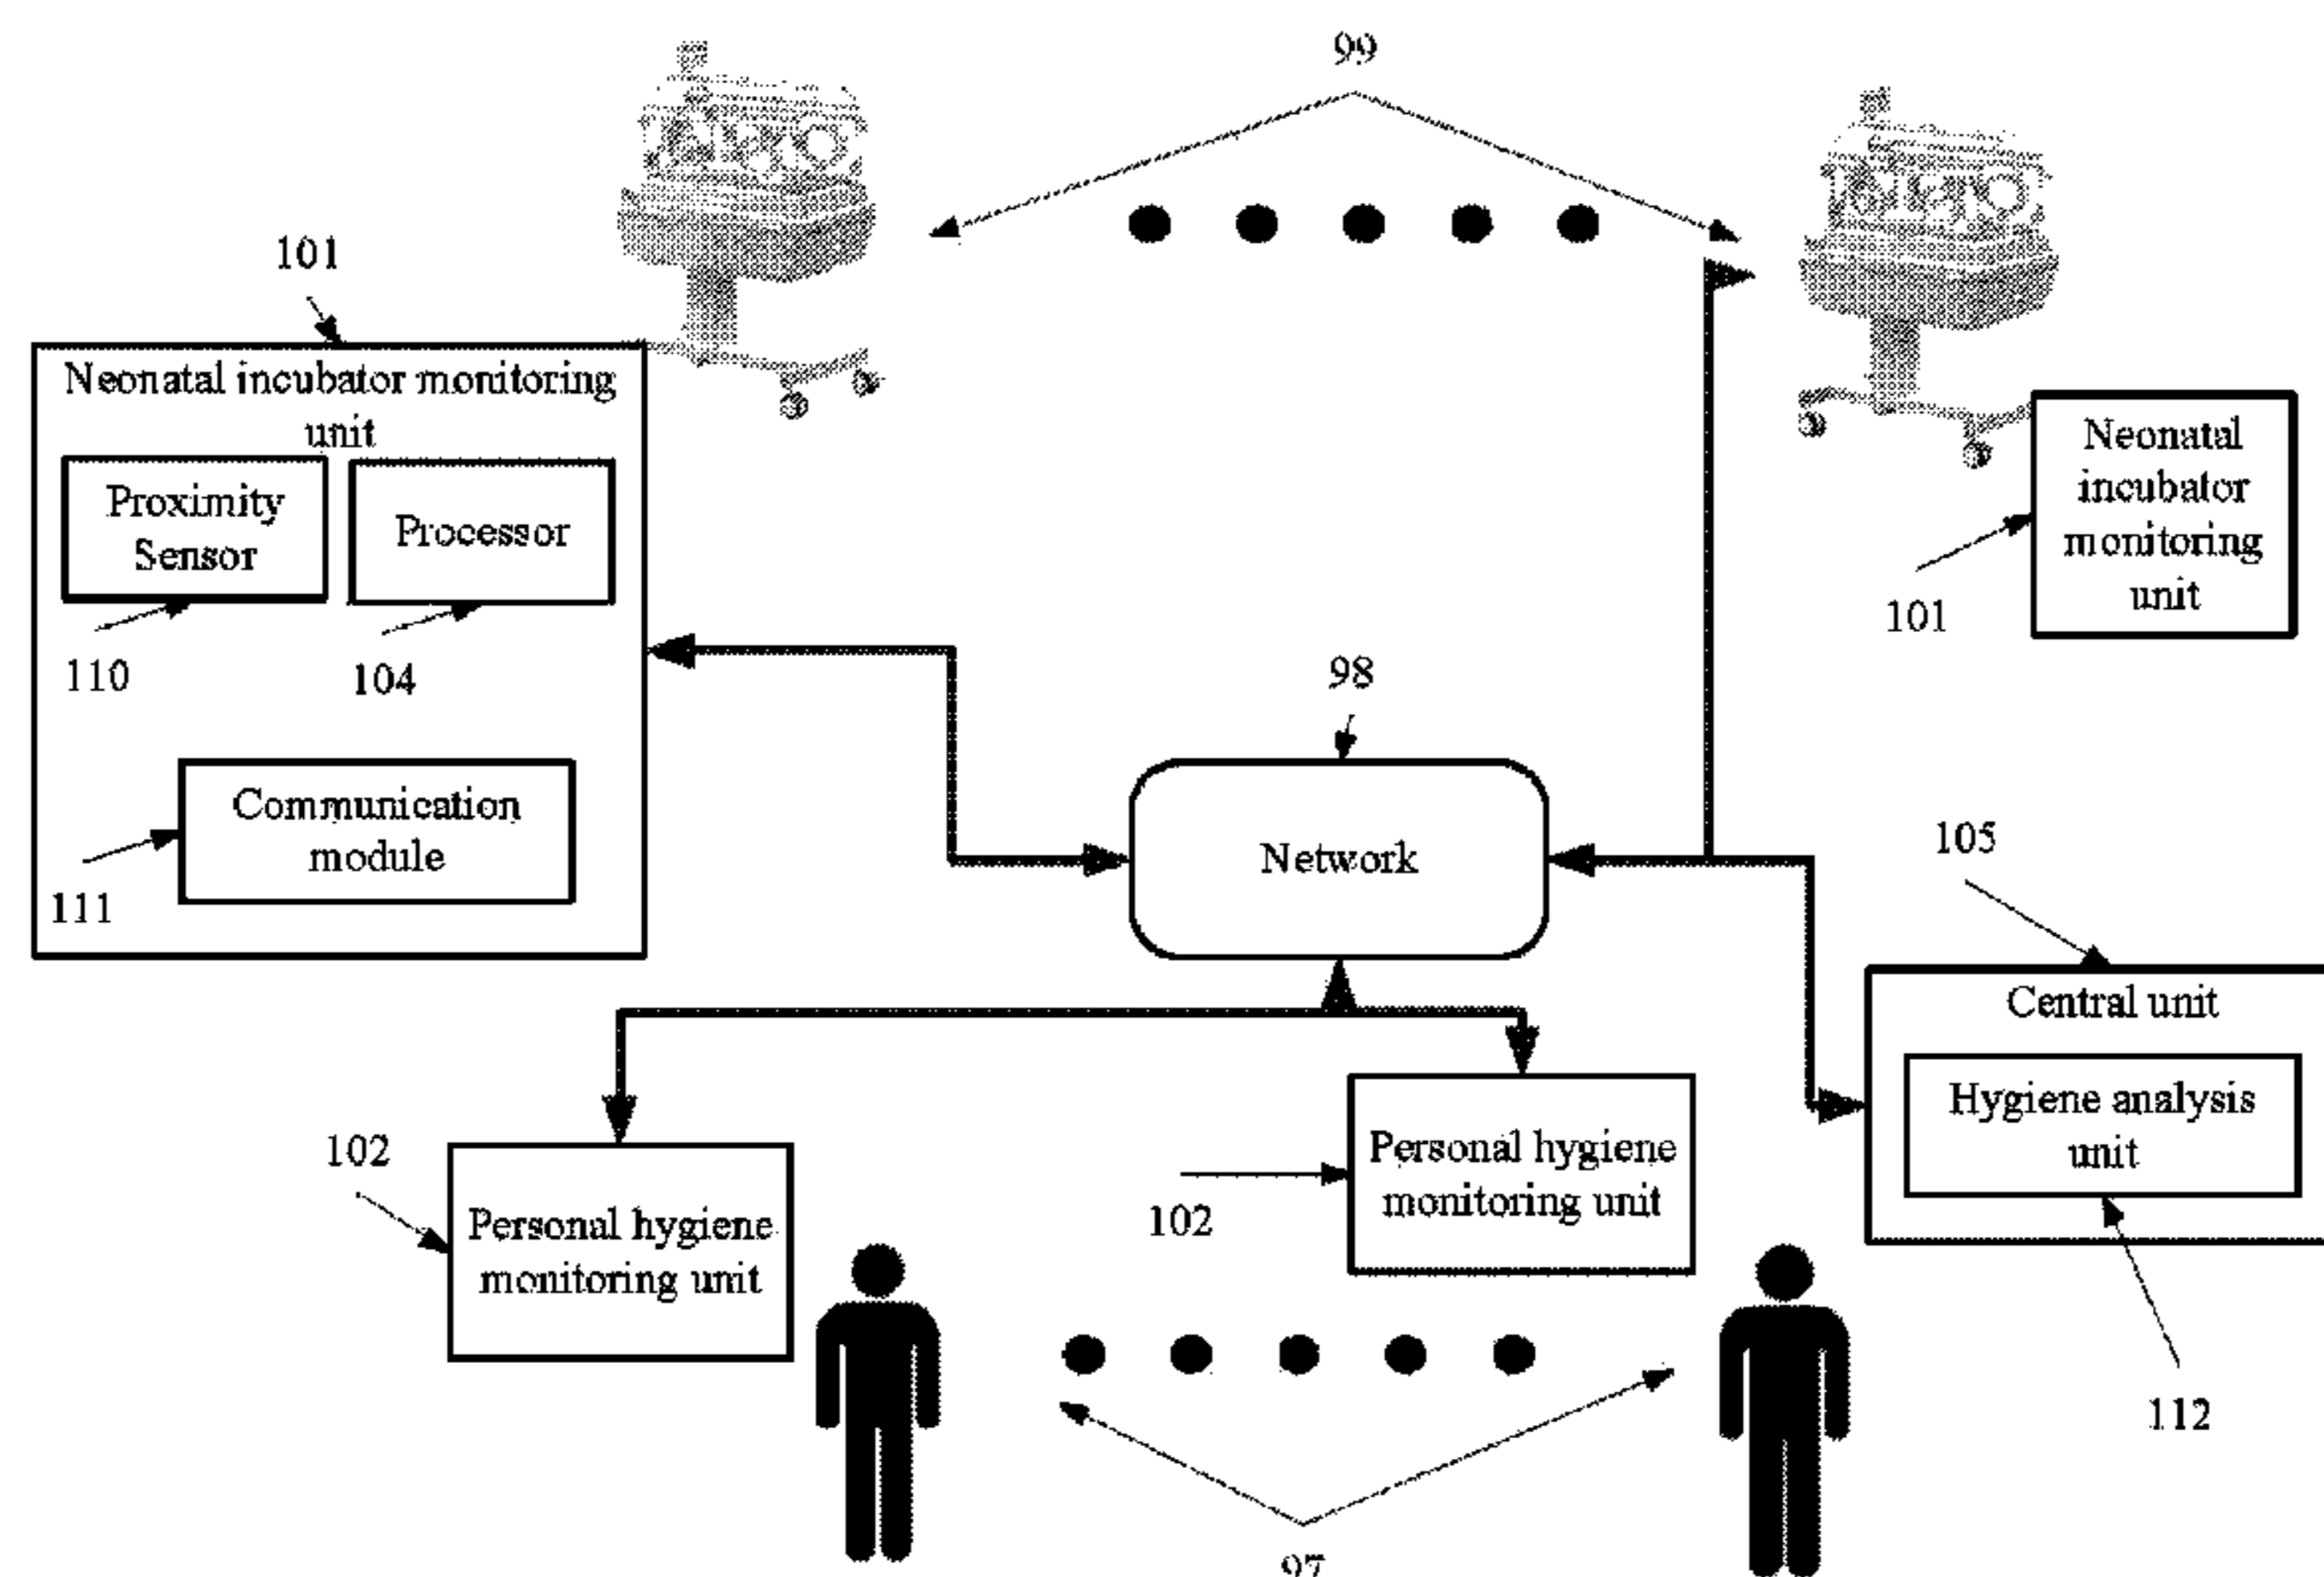 99
101
Neonatal incubator monitoring
unit
Proximity
Sensor
Processor
110
104
Communication
module
111
Neonatal
incubator
monitoring
unit
101
98
Network
105
Central unit
Hygiene analysis
unit
112
102
Personal hygiene
monitoring unit
Personal hygiene
monitoring unit
102
97